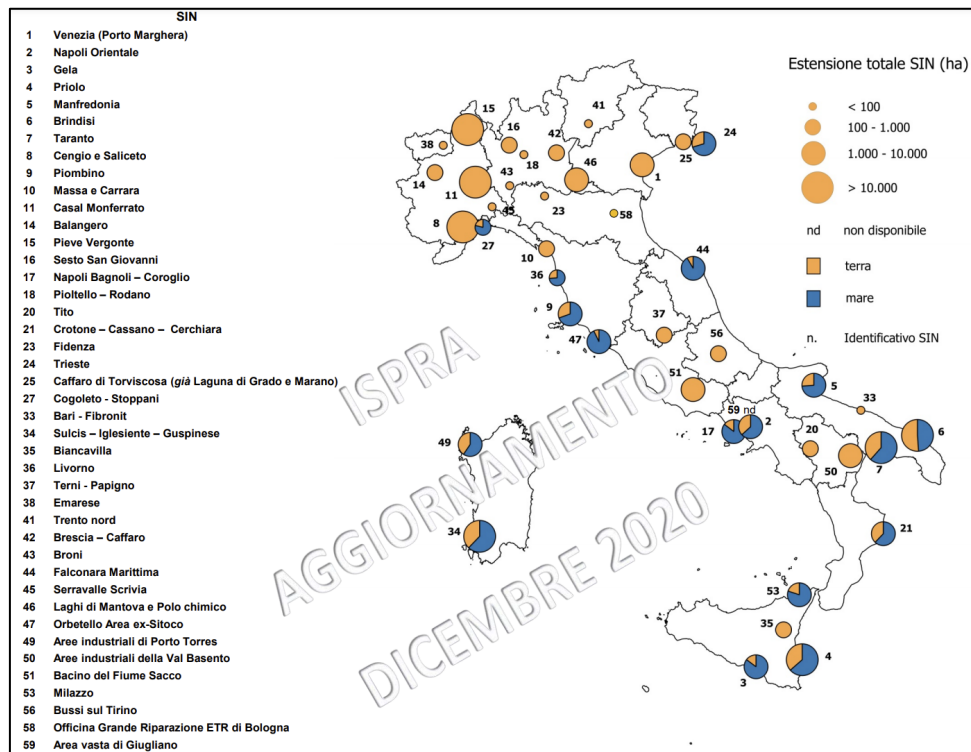 SIN
1 Venezia (Porto Marghera)
2 Napoli Orientale
3 Gela
4 Priolo
5 Manfredonia
6 Brindisi
7 Taranto
8 Cengio e Saliceto
9 Piombino
10 Massa e Carrara
11 Casal Monferrato
14 Balangero
15 Pieve Vergonte
16 Sesto San Giovanni
17 Napoli Bagnoli – Coroglio
18 Pioltello – Rodano
20 Tito
21 Crotone – Cassano – Cerchiara
23 Fidenza
24 Trieste
25 Caffaro di Torviscosa (già Laguna di Grado e Marano)
27 Cogoleto - Stoppani
33 Bari - Fibronit
34 Sulcis – Iglesiente – Guspinese
35 Biancavilla
36 Livorno
37 Terni - Papigno
38 Emarese
41 Trento nord
42 Brescia – Caffaro
43 Broni
44 Falconara Marittima
45 Serravalle Scrivia
46 Laghi di Mantova e Polo chimico
47 Orbetello Area ex-Sitoco
49 Aree industriali di Porto Torres
50 Aree industriali della Val Basento
51 Bacino del Fiume Sacco
53 Milazzo
56 Bussi sul Tirino
58 Officina Grande Riparazione ETR di Bologna
59 Area vasta di Giugliano
Estensione totale SIN (ha)
< 100
100 - 1.000
1.000 - 10.000
> 10.000
nd non disponibile
terra
mare
n. Identificativo SIN
15
41
16
42
24
38
18
25
14
11
43
46
1
45
23
58
8
27
10
44
36
9
37
56
47
51
5
33
59 nd
17
2
20
6
50
7
49
34
21
53
35
4
3
ISPRA
AGGIORNAMENTO
DICEMBRE 2020